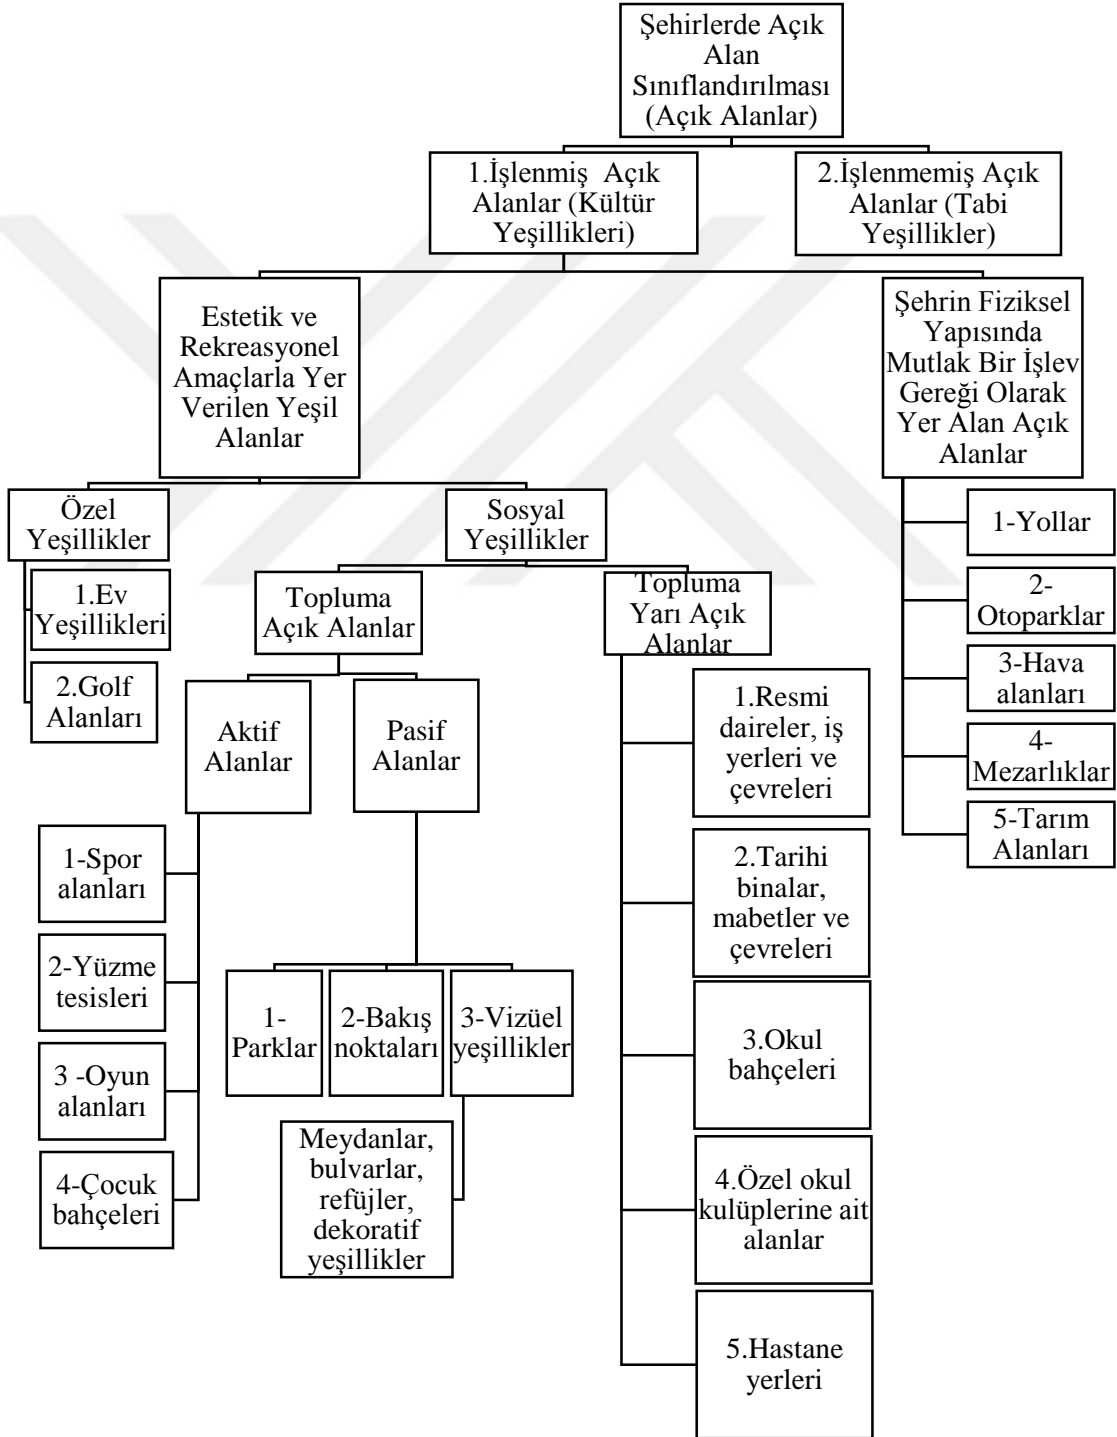 Şehirlerde Açık
Alan
Sınıflandırılması
(Açık Alanlar)
1.İşlenmiş Açık
Alanlar (Kültür
Yeşillikleri)
2.İşlenmemiş Açık
Alanlar (Tabi
Yeşillikler)
Estetik ve
Rekreasyonel
Amaçlarla Yer
Verilen Yeşil
Alanlar
Şehrin Fiziksel
Yapısında
Mutlak Bir İşlev
Gereği Olarak
Yer Alan Açık
Alanlar
Özel
Yeşillikler
Sosyal
Yeşillikler
1.Ev
Yeşillikleri
2.Golf
Alanları
Topluma
Açık Alanlar
Topluma
Yarı Açık
Alanlar
1-Yollar
2-
Otoparklar
3-Hava
alanları
4-
Mezarlıklar
5-Tarım
Alanları
Aktif
Alanlar
Pasif
Alanlar
1-Spor
alanları
2-Yüzme
tesisleri
3 -Oyun
alanları
4-Çocuk
bahçeleri
1-
Parklar
2-Bakış
noktaları
3-Vizüel
yeşillikler
Meydanlar,
bulvarlar,
refüjler,
dekoratif
yeşillikler
1.Resmi
daireler, iş
yerleri ve
çevreleri
2.Tarihi
binalar,
mabetler ve
çevreleri
3.Okul
bahçeleri
4.Özel okul
kulüplerine ait
alanlar
5.Hastane
yerleri